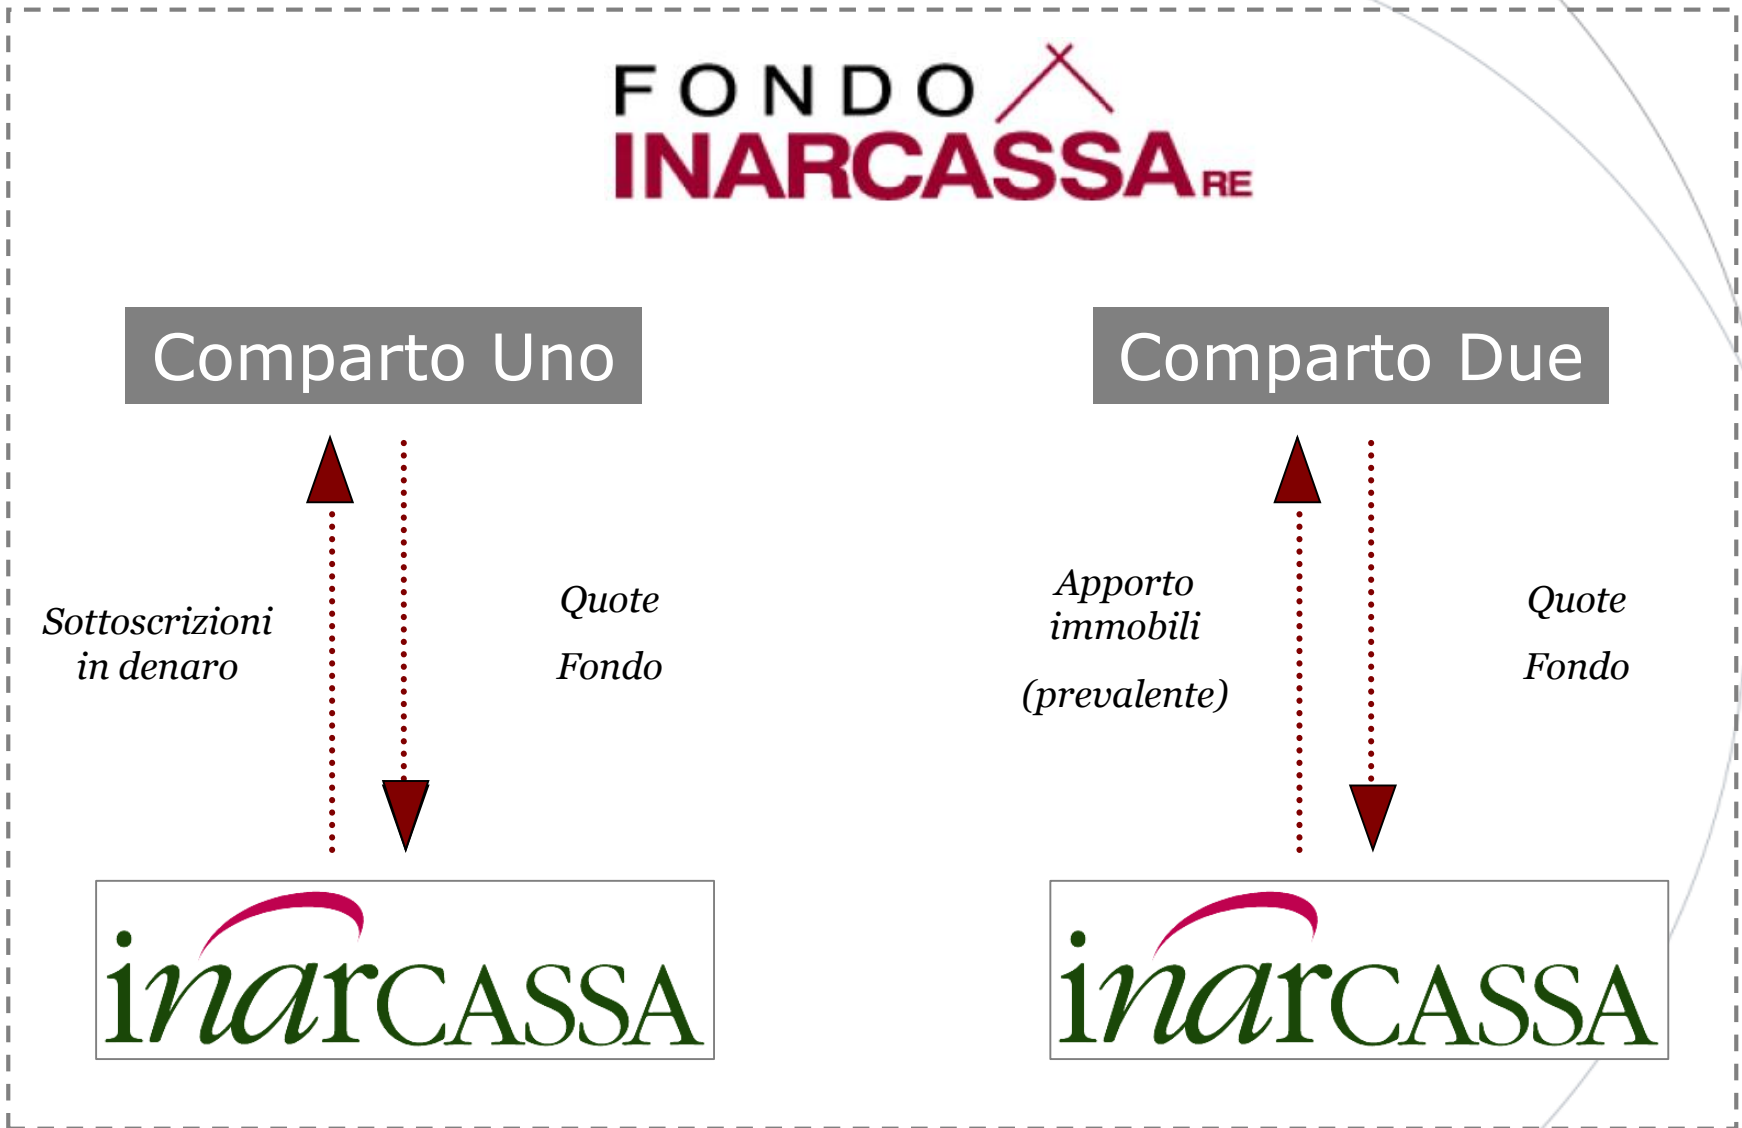 FONDO
INARCASSA RE
Comparto Uno
Comparto Due
Sottoscrizioni
in denaro
Quote
Fondo
Apporto
immobili
(prevalente)
Quote
Fondo
inarCASSA
inarCASSA